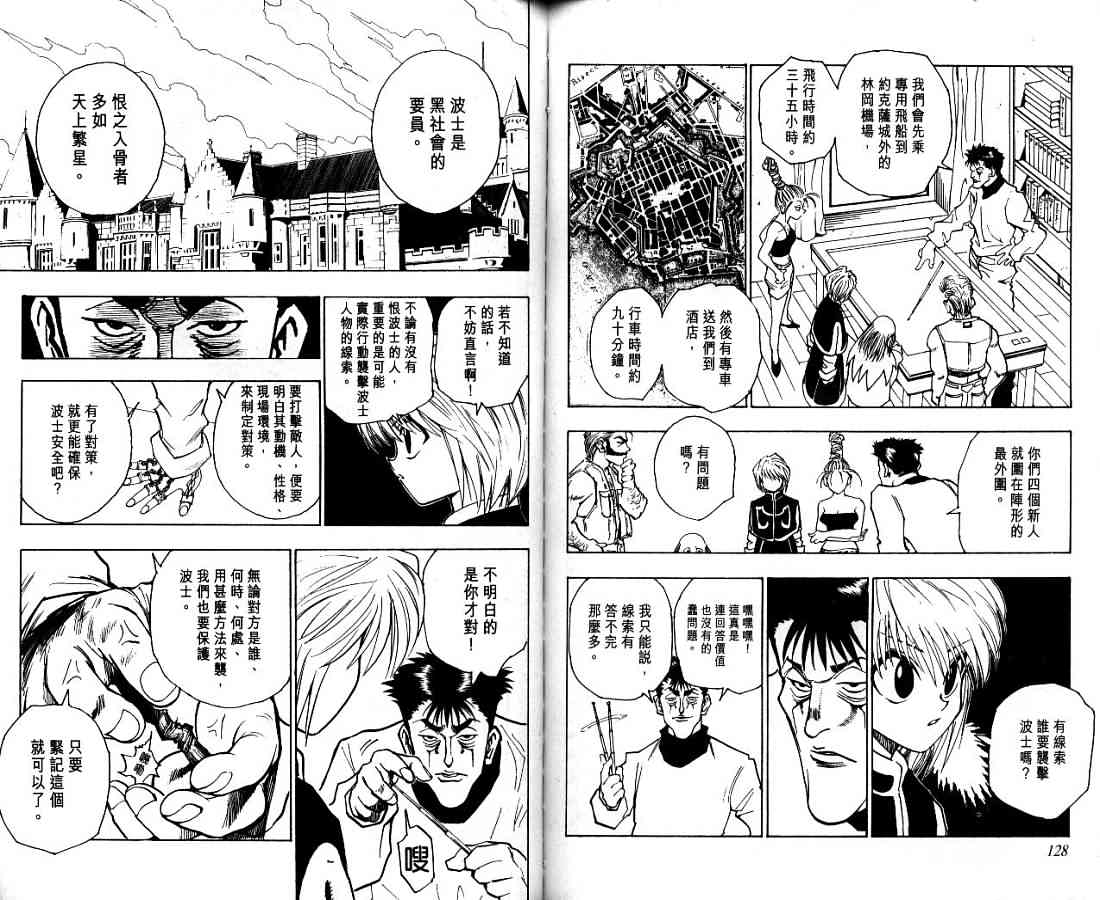 我們會先乘
專用飛船到
約克薩城外的
林岡機場，
飛行時間約
三十五小時。
然後有專車
送我們到
酒店，
行車時間約
九十分鐘。
你們四個新人
就圍在陣形的
最外圍。
有問題
嗎？
有線索
誰要襲擊
波士嗎？
嘿嘿！
這真是
連回答價值
也沒有的
蠢問題。
我只能説，
線索有
答不完
那麼多。
128
波士是
黑社會的
要員。
恨之入骨者
多如
天上繁星。
若不知道
的話，
不妨直言啊！
不論有沒有
恨波士的人，
重要的是可能
實際行動襲擊波士
人物的線索。
要打擊敵人，便要
明白其動機、性格、
現場環境，
來制定對策。
有了對策，
就更能確保
波士安全吧？
不明白的
是你才對！
嗖
無論對方是誰、
何時、何處、
用甚麼方法來襲，
我們也要保護
波士。
只要
緊記這個
就可以了。